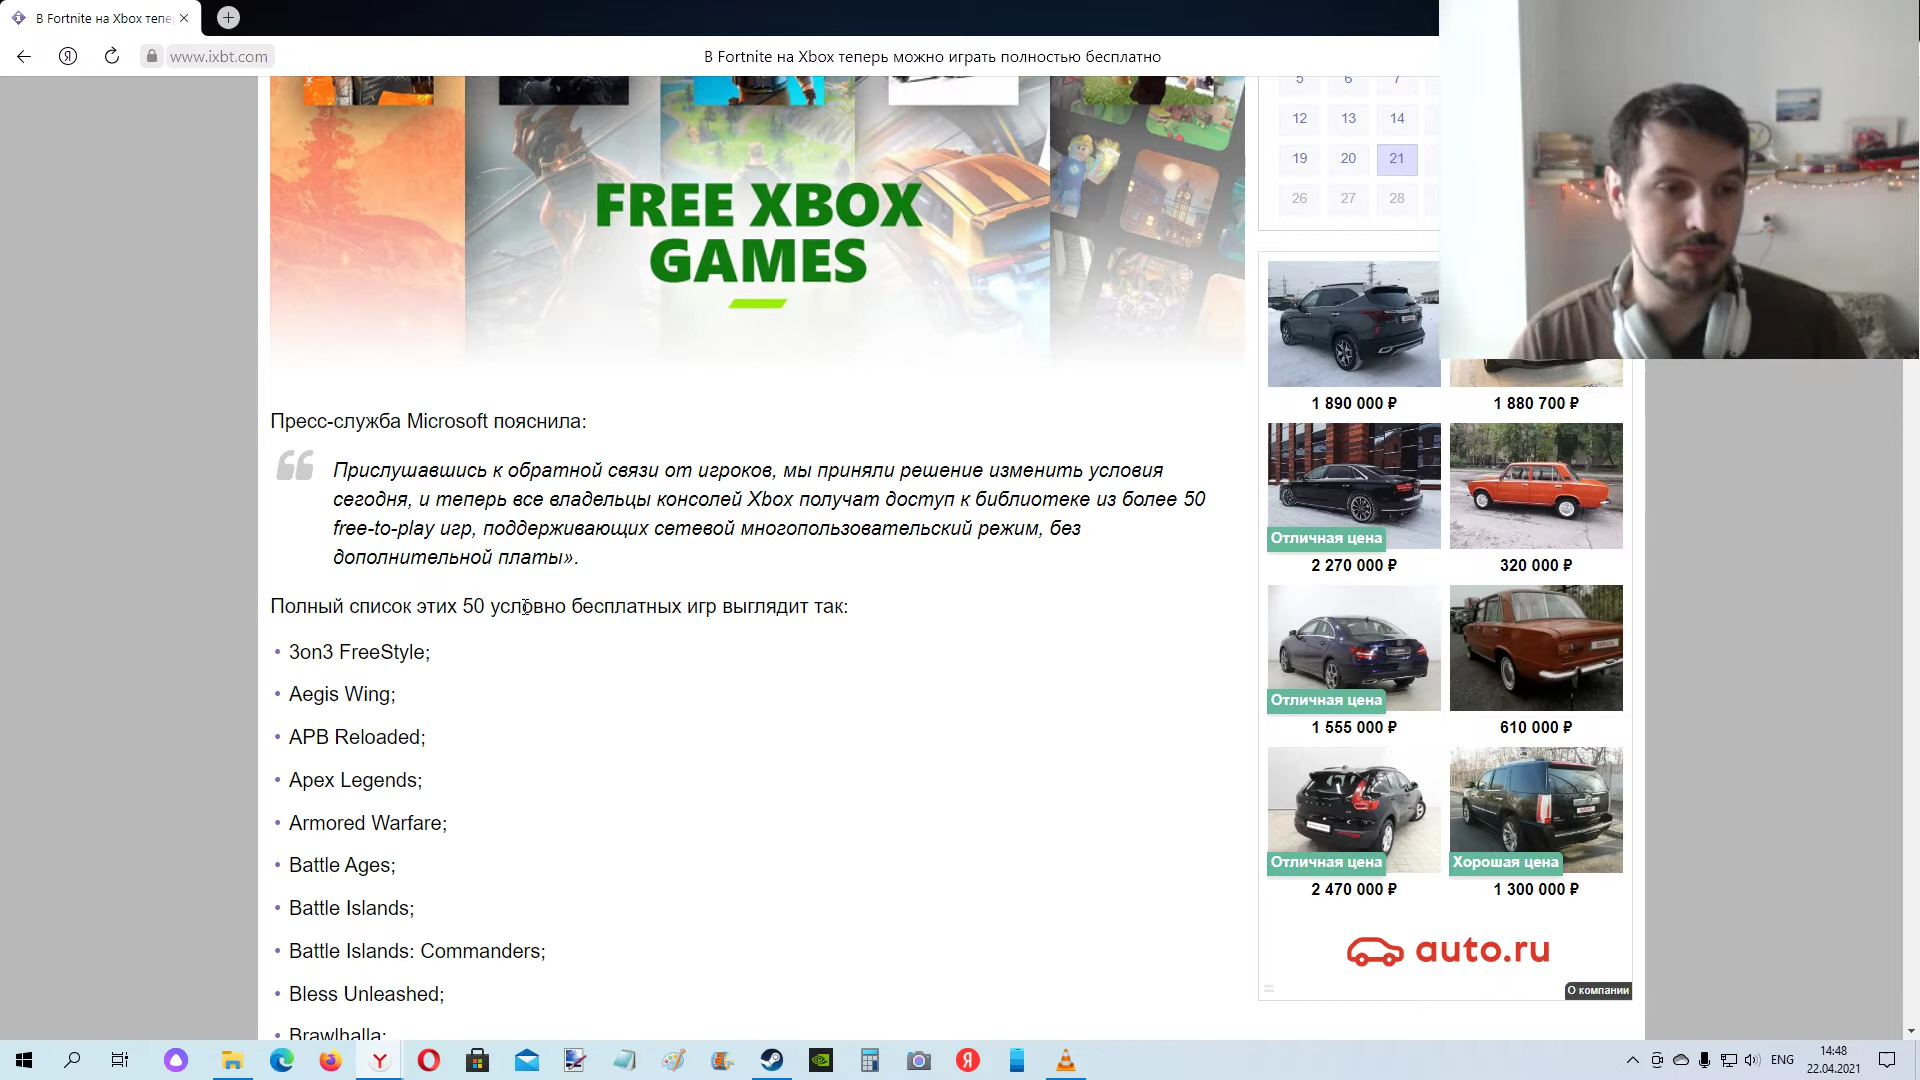 В Fortnite на Xbox тепе
www.ixbt.com
В Fortnite на Xbox теперь можно играть полностью бесплатно
5 6 7
12 13 14
19 20 21
26 27 28
FREE XBOX
GAMES
Пресс-служба Microsoft пояснила:
Прислушавшись к обратной связи от игроков, мы приняли решение изменить условия
сегодня, и теперь все владельцы консолей Xbox получат доступ к библиотеке из более 50
free-to-play игр, поддерживающих сетевой многопользовательский режим, без
дополнительной платы».
Полный список этих 50 условно бесплатных игр выглядит так:
• 3on3 FreeStyle;
• Aegis Wing;
• APB Reloaded;
• Apex Legends;
• Armored Warfare;
• Battle Ages;
• Battle Islands;
• Battle Islands: Commanders;
• Bless Unleashed;
• Brawlhalla;
1 890 000 ₽
1 880 700 ₽
Отличная цена
2 270 000 ₽
320 000 ₽
Отличная цена
1 555 000 ₽
610 000 ₽
Отличная цена
2 470 000 ₽
Хорошая цена
1 300 000 ₽
auto.ru
О компании
ENG
14:48
22.04.2021